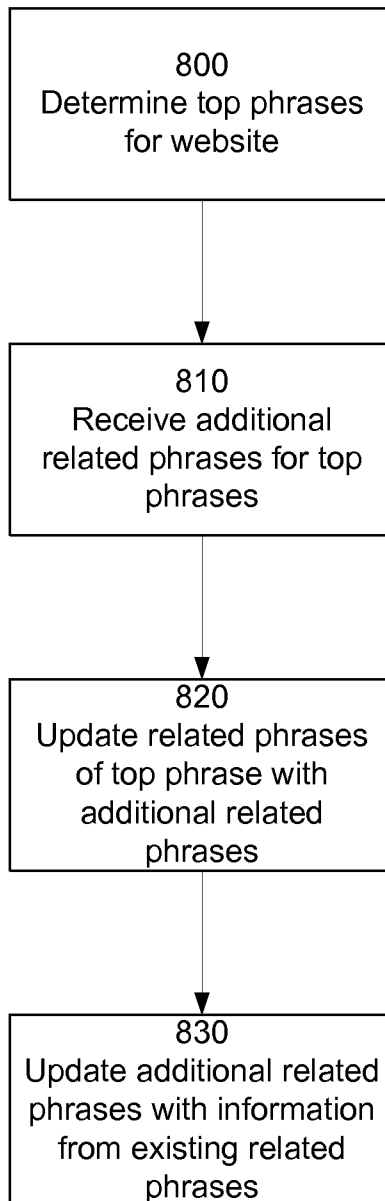 800
Determine top phrases
for website
810
Receive additional
related phrases for top
phrases
820
Update related phrases
of top phrase with
additional related
phrases
830
Update additional related
phrases with information
from existing related
phrases